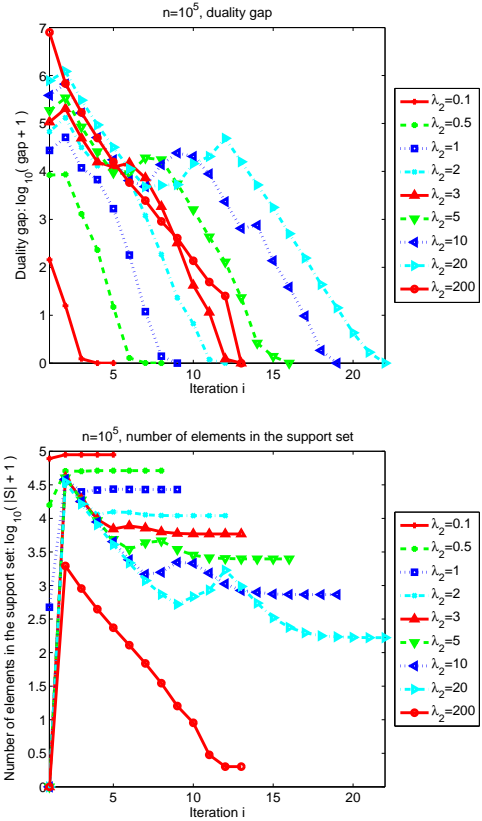 n=10⁵, duality gap
7
6
5
4
3
2
1
0
Duality gap: log₁₀( gap + 1 )
5
10
15
20
Iteration i
λ₂=0.1
λ₂=0.5
λ₂=1
λ₂=2
λ₂=3
λ₂=5
λ₂=10
λ₂=20
λ₂=200
n=10⁵, number of elements in the support set
5
4.5
4
3.5
3
2.5
2
1.5
1
0.5
0
Number of elements in the support set: log₁₀( |S| + 1 )
5
10
15
20
Iteration i
λ₂=0.1
λ₂=0.5
λ₂=1
λ₂=2
λ₂=3
λ₂=5
λ₂=10
λ₂=20
λ₂=200